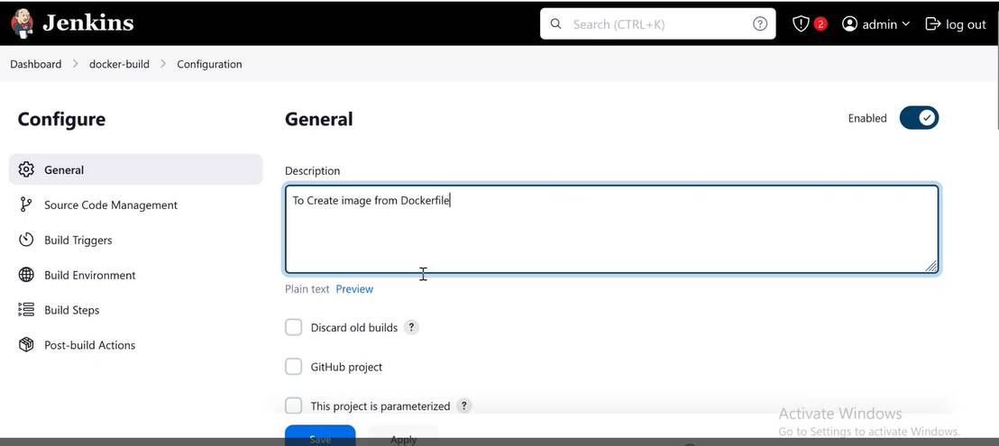 Jenkins
Search (CTRL+K)
?
2
admin
log out
Dashboard > docker-build > Configuration
Configure
General
Source Code Management
Build Triggers
Build Environment
Build Steps
Post-build Actions
General
Enabled
Description
To Create image from Dockerfile
Plain text Preview
Discard old builds ?
GitHub project
This project is parameterized ?
Save Apply
Activate Windows
Go to Settings to activate Windows.